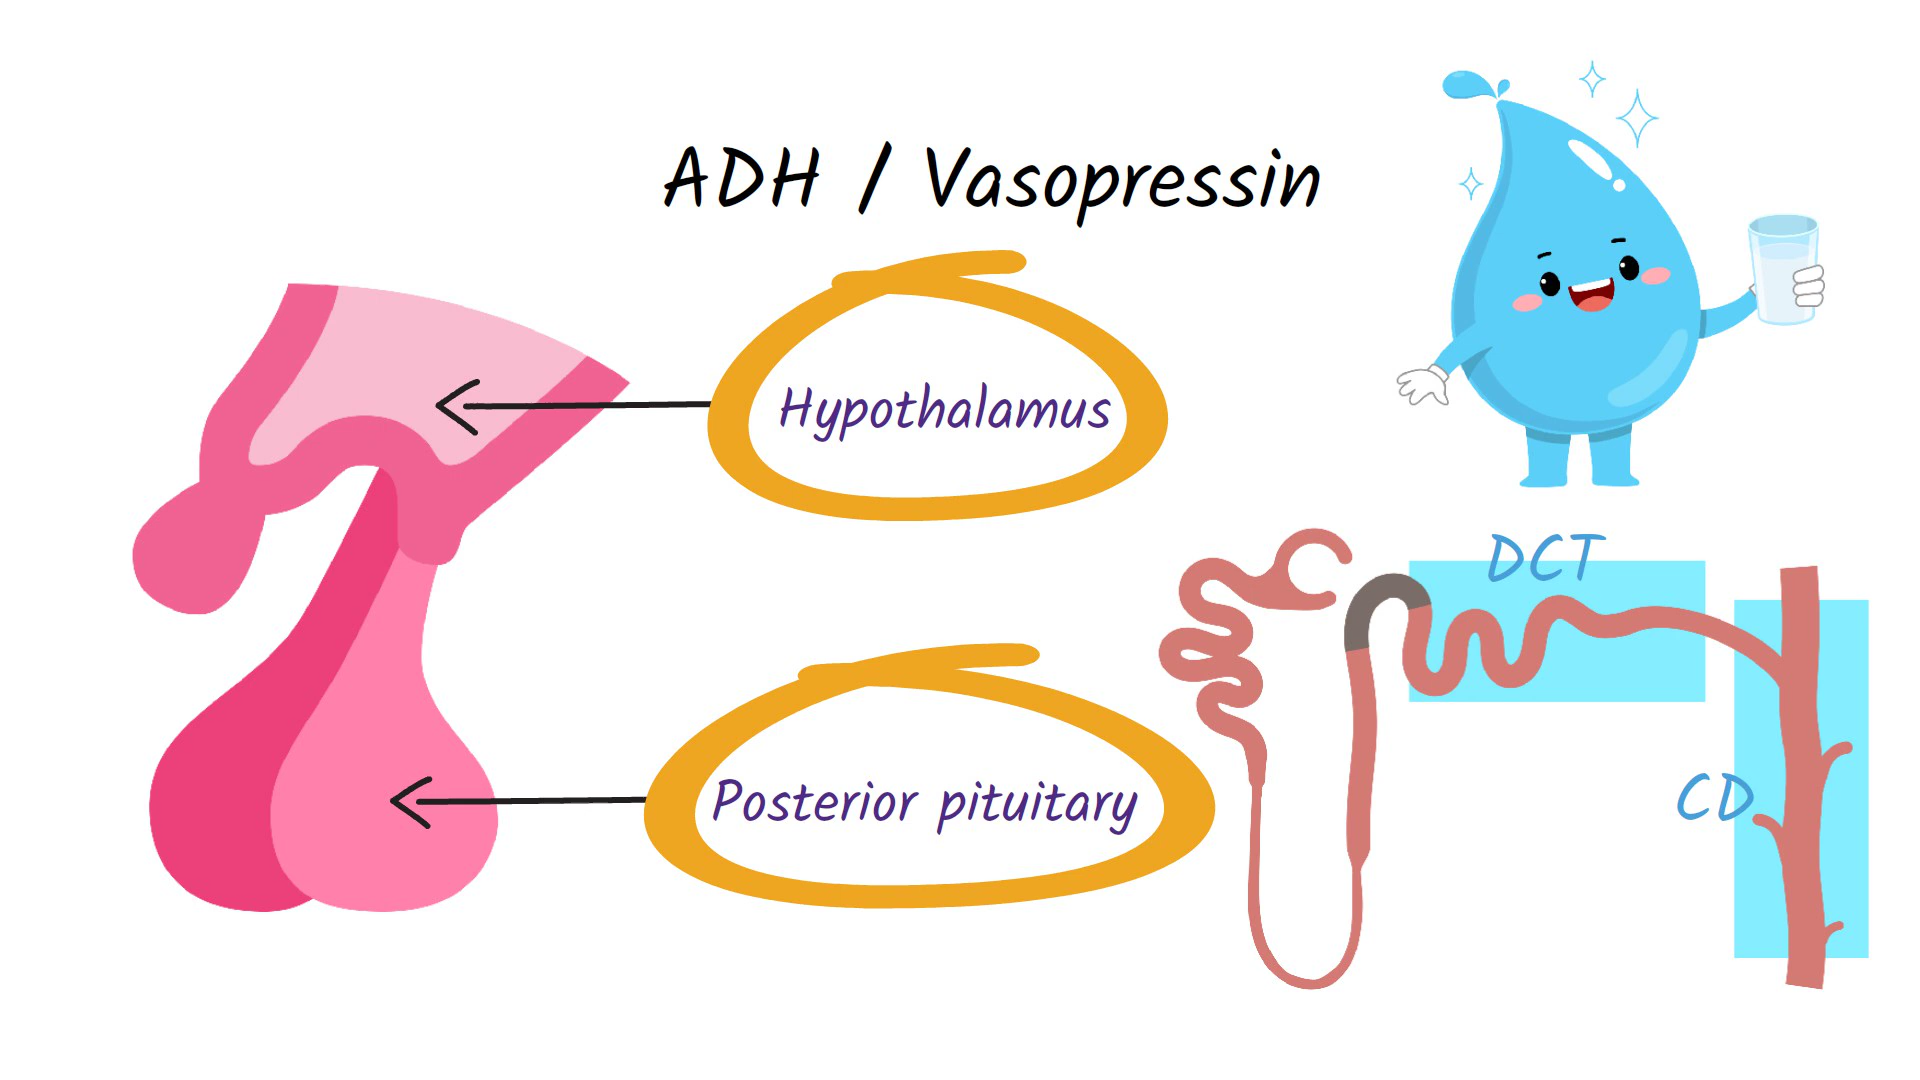 ADH / Vasopressin
Hypothalamus
DCT
Posterior pituitary
CD